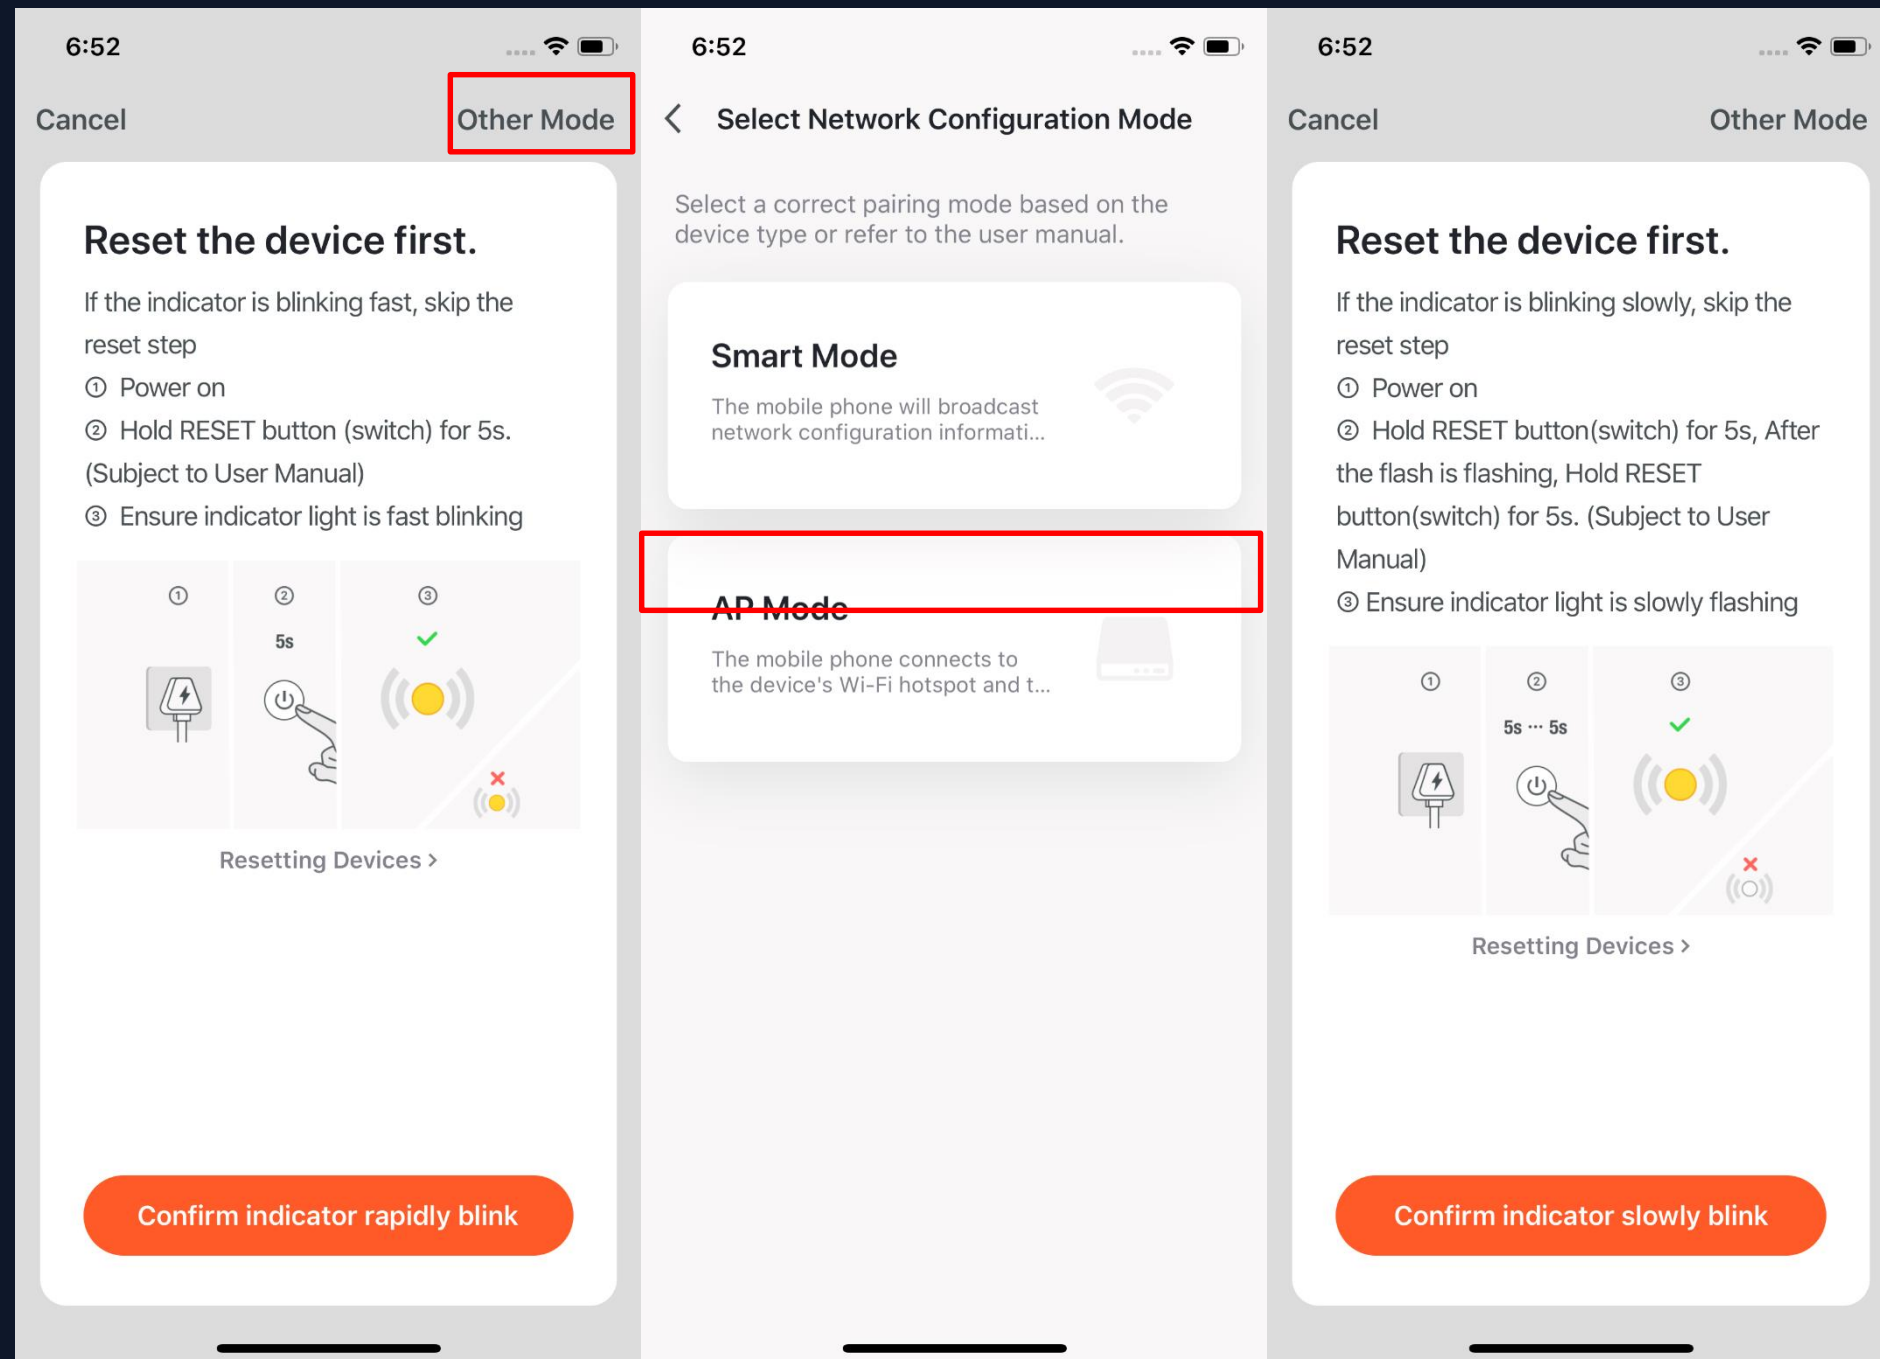 6:52
Cancel
Other Mode
Reset the device first.
If the indicator is blinking fast, skip the
reset step
① Power on
② Hold RESET button (switch) for 5s.
(Subject to User Manual)
③ Ensure indicator light is fast blinking
① ② ③
5s
Resetting Devices >
Confirm indicator rapidly blink
6:52
Select Network Configuration Mode
Select a correct pairing mode based on the
device type or refer to the user manual.
Smart Mode
The mobile phone will broadcast
network configuration informati...
AP Mode
The mobile phone connects to
the device's Wi-Fi hotspot and t...
6:52
Cancel
Other Mode
Reset the device first.
If the indicator is blinking slowly, skip the
reset step
① Power on
② Hold RESET button(switch) for 5s, After
the flash is flashing, Hold RESET
button(switch) for 5s. (Subject to User
Manual)
③ Ensure indicator light is slowly flashing
① ② ③
5s ··· 5s
Resetting Devices >
Confirm indicator slowly blink